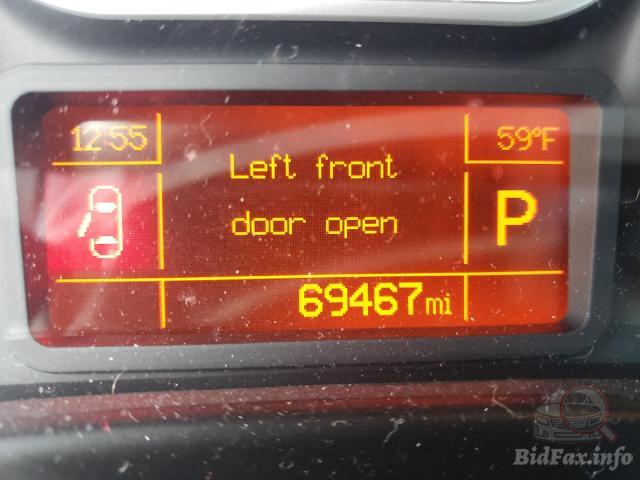 12:55
59°F
Left front
door open
P
69467 mi
BidFax.info